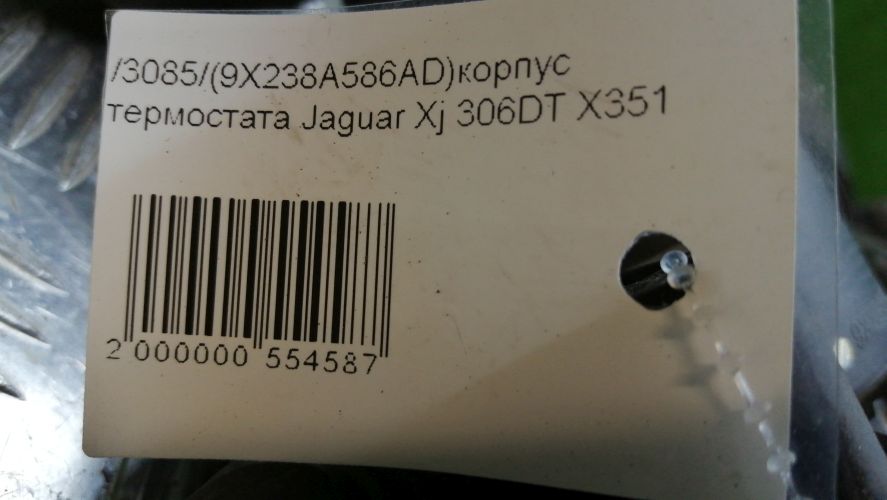 /3085/(9X238A586AD)корпус
термостата Jaguar Xj 306DT X351
2 000000 554587